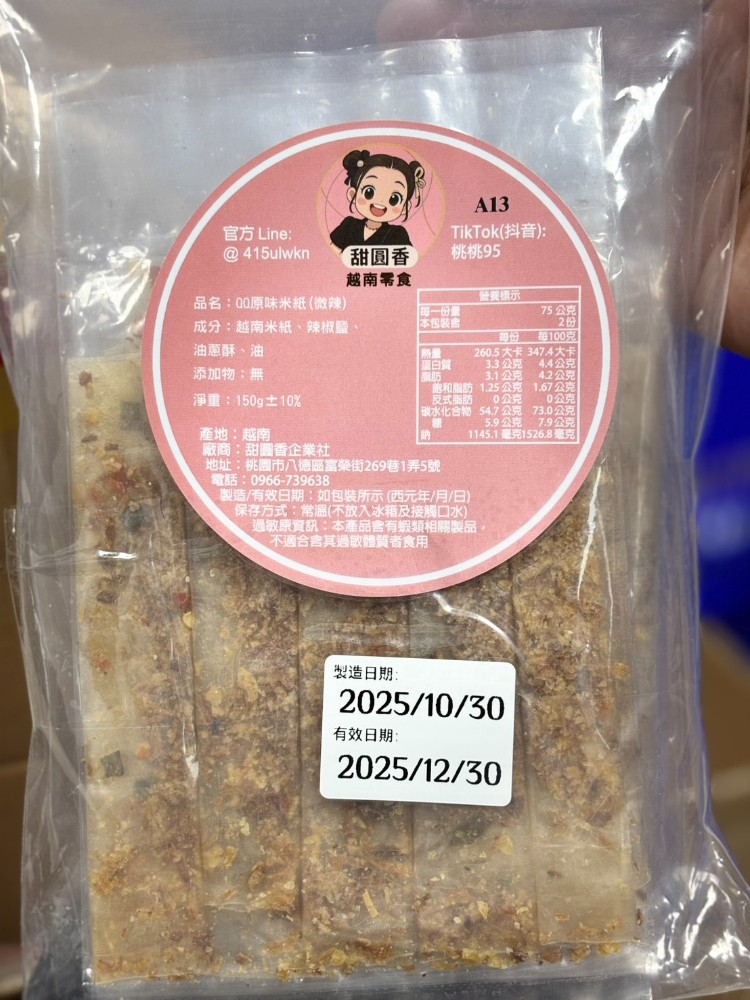 A13
官方 Line:
@ 415ulwkn
TikTok(抖音):
桃桃95
甜圓香
越南零食
品名：QQ原味米紙(微辣)
成分：越南米紙、辣椒鹽、
油蔥酥、油
添加物：無
淨重：150g±10%
營養標示
每一份量 75公克
本包裝含 2份
每份 每100克
熱量 260.5大卡 347.4大卡
蛋白質 3.3公克 4.4公克
脂肪 3.1公克 4.2公克
飽和脂肪 1.25公克 1.67公克
反式脂肪 0公克 0公克
碳水化合物 54.7公克 73.0公克
糖 5.9公克 7.9公克
鈉 1145.1毫克 1526.8毫克
產地：越南
廠商：甜圓香企業社
地址：桃園市八德區富榮街269巷1弄5號
電話：0966-739638
製造/有效日期：如包裝所示 (西元年/月/日)
保存方式：常溫(不放入冰箱及接觸口水)
過敏原資訊：本產品含有蝦類相關製品，
不適合含其過敏體質者食用
製造日期:
2025/10/30
有效日期:
2025/12/30